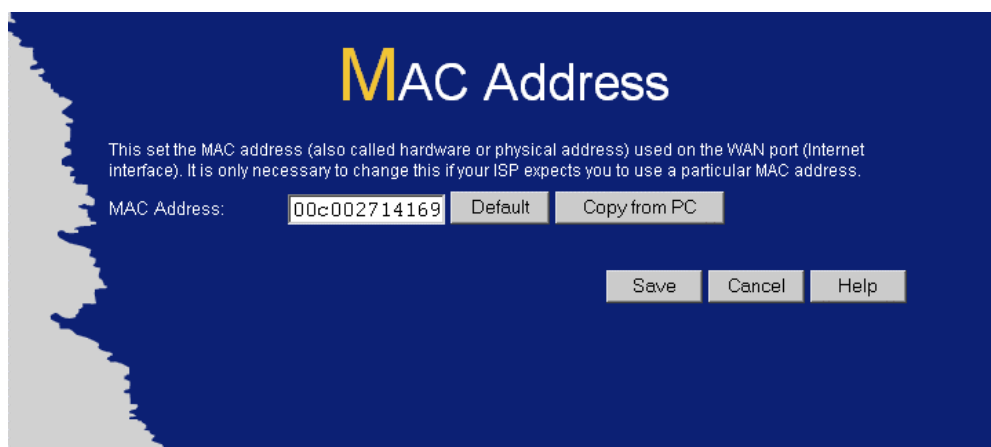 MAC Address
This set the MAC address (also called hardware or physical address) used on the WAN port (Internet
interface). It is only necessary to change this if your ISP expects you to use a particular MAC address.
MAC Address: 00c002714169 Default Copy from PC
Save Cancel Help